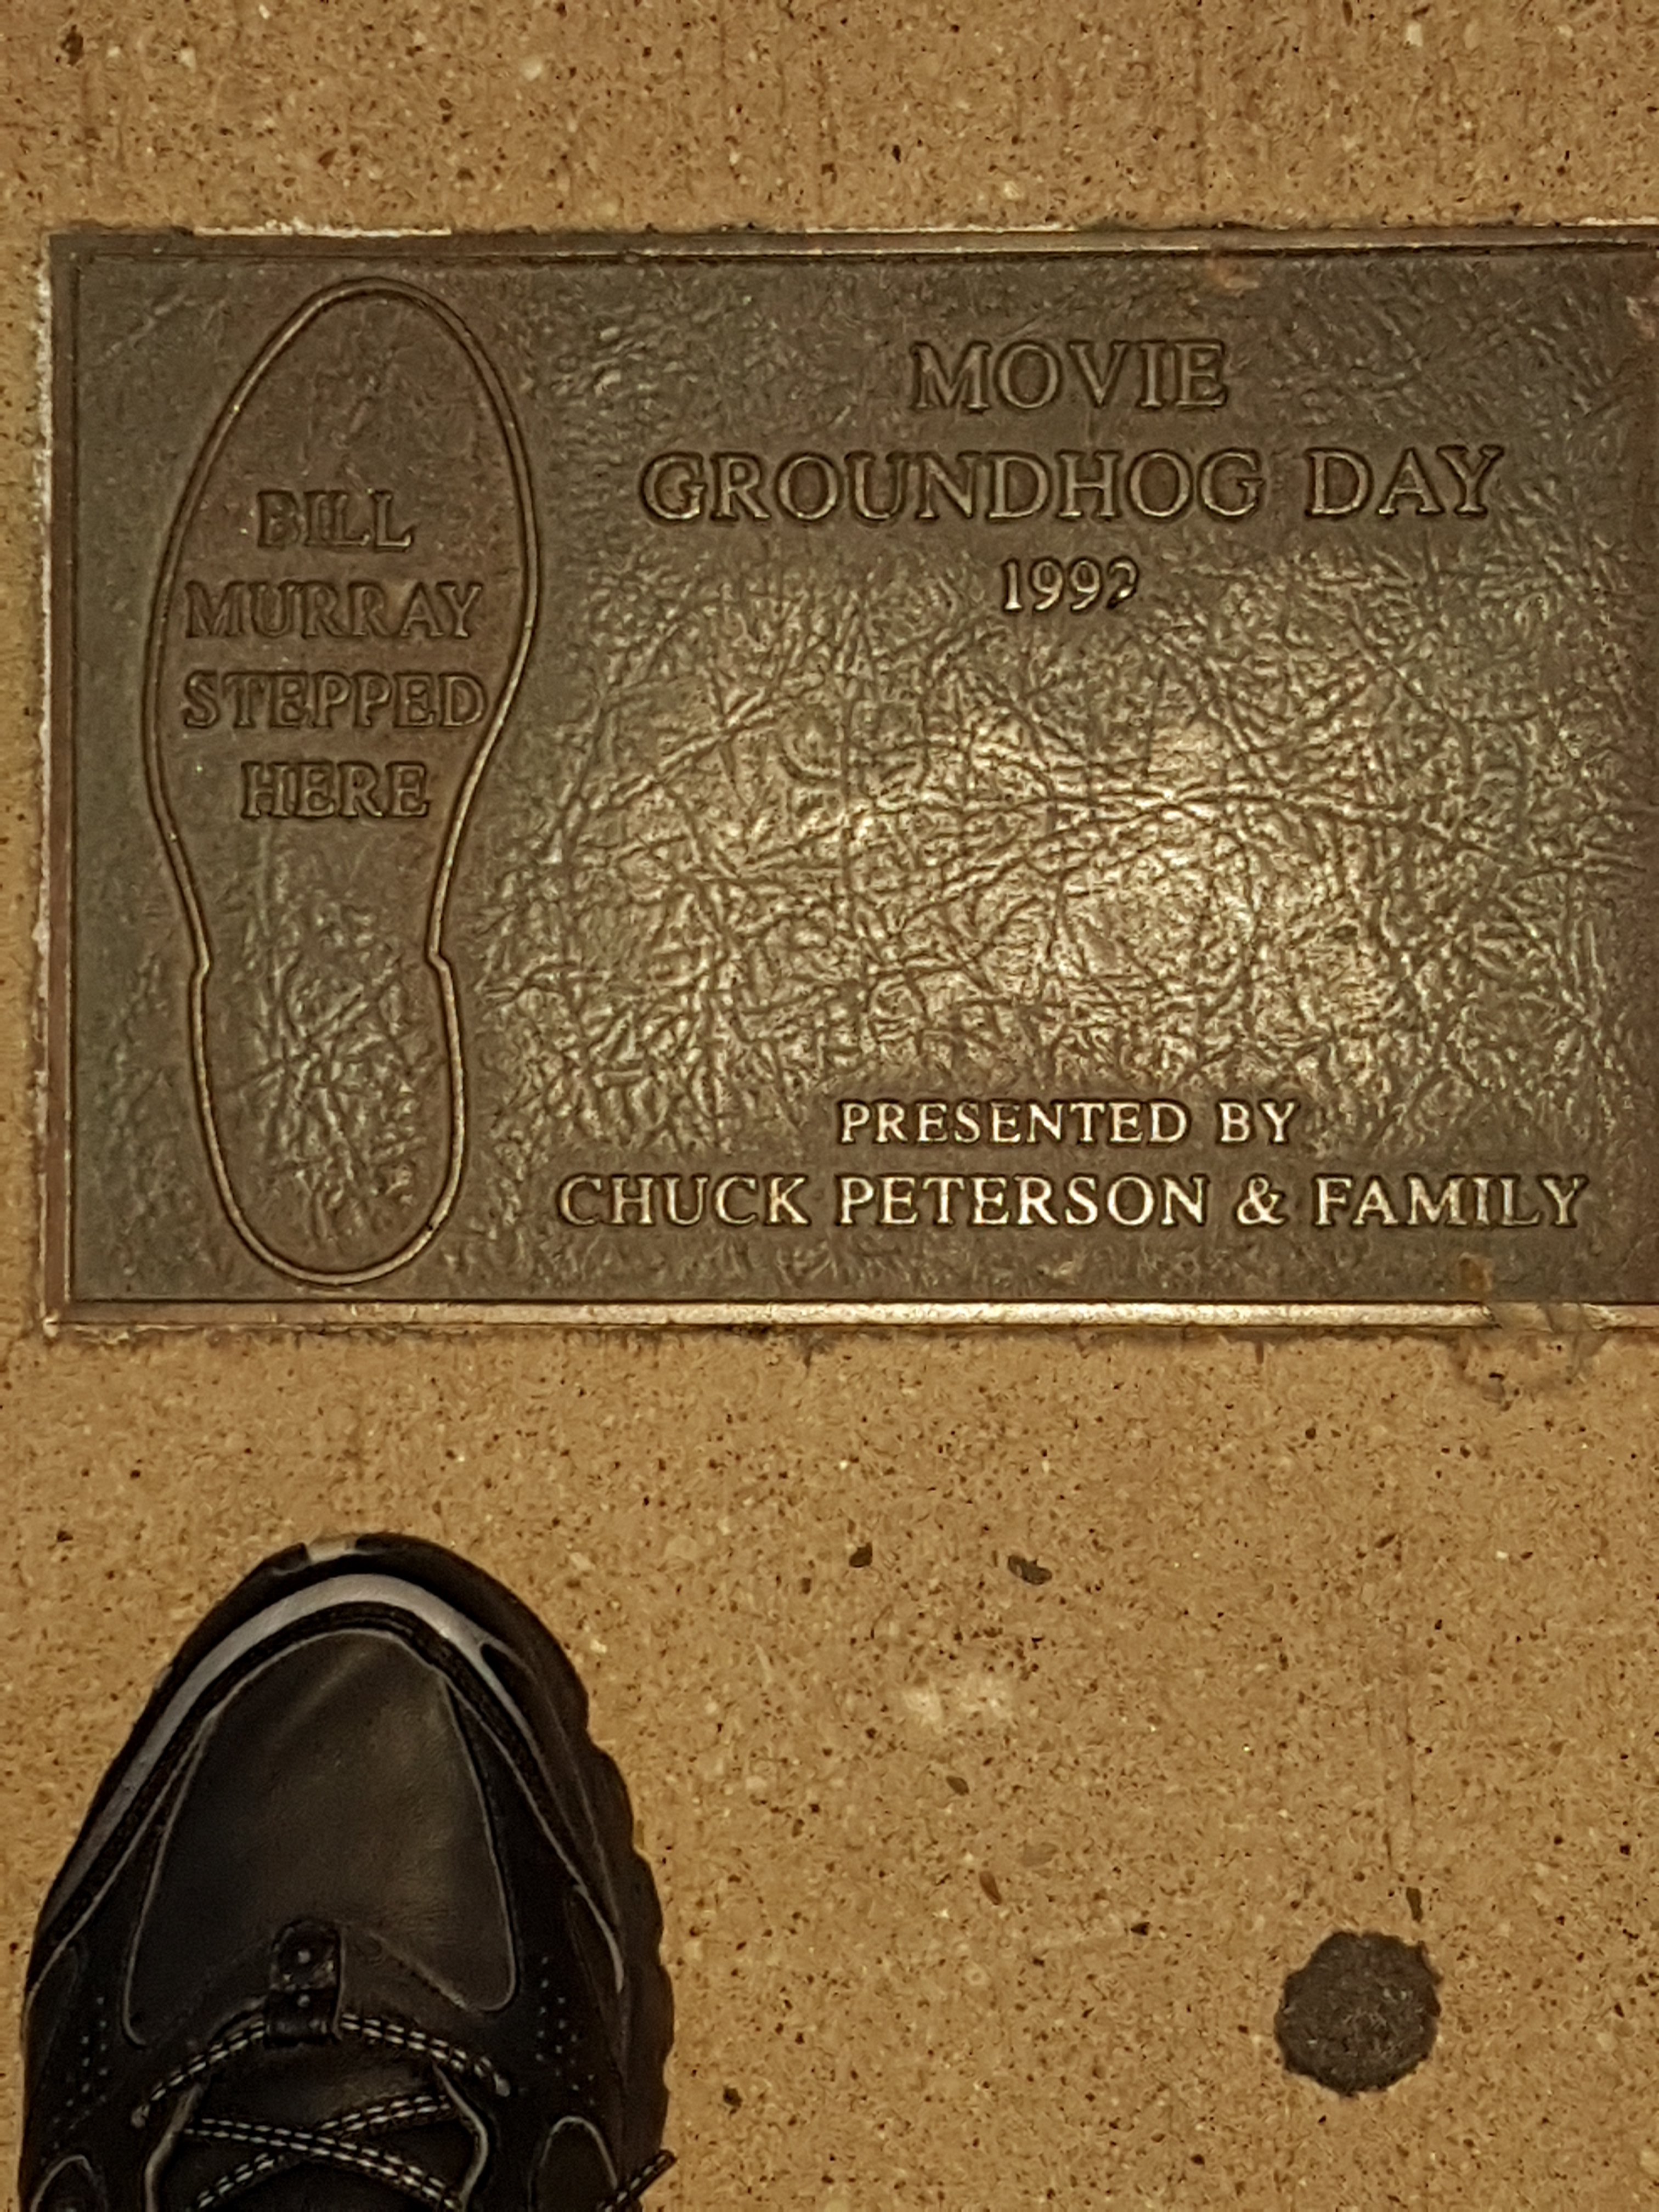 BILL
MURRAY
STEPPED
HERE
MOVIE
GROUNDHOG DAY
1992
PRESENTED BY
CHUCK PETERSON & FAMILY